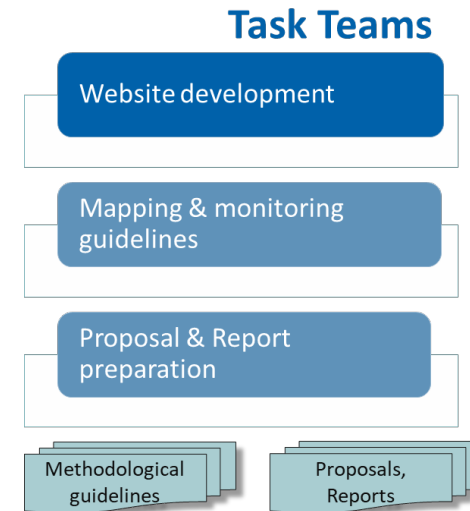 Task Teams
Website development
Mapping & monitoring
guidelines
Proposal & Report
preparation
Methodological
guidelines
Proposals,
Reports